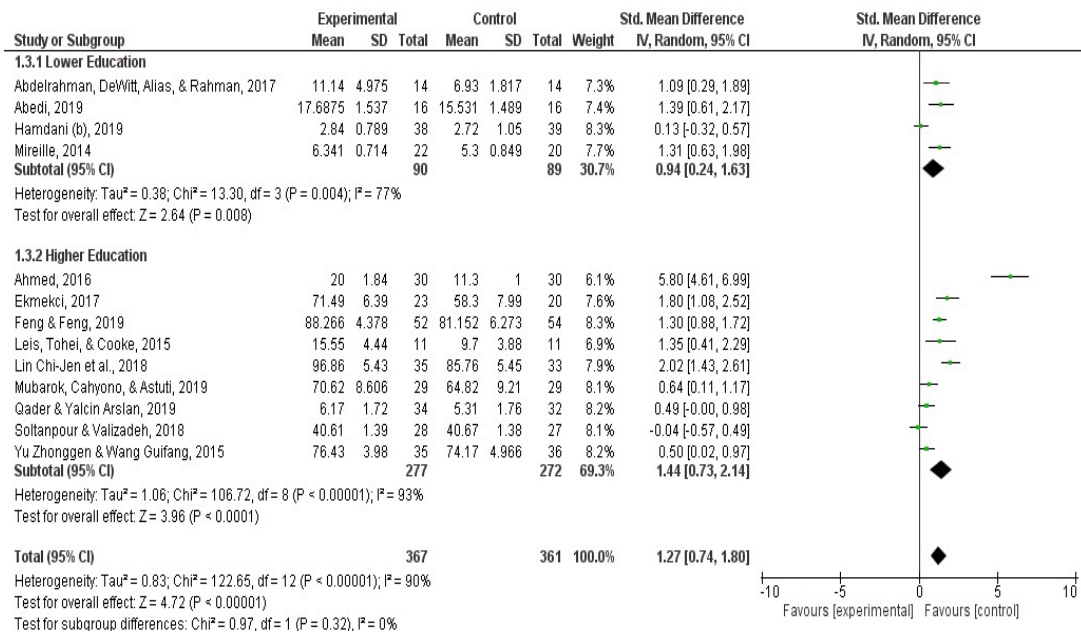 Experimental Control Std. Mean Difference Std. Mean Difference
Study or Subgroup Mean SD Total Mean SD Total Weight IV, Random, 95% CI IV, Random, 95% CI
1.3.1 Lower Education
Abdelrahman, DeWitt, Alias, & Rahman, 2017 11.14 4.975 14 6.93 1.817 14 7.3% 1.09 [0.29, 1.89]
Abedi, 2019 17.6875 1.537 16 15.531 1.489 16 7.4% 1.39 [0.61, 2.17]
Hamdani (b), 2019 2.84 0.789 38 2.72 1.05 39 8.3% 0.13 [-0.32, 0.57]
Mireille, 2014 6.341 0.714 22 5.3 0.849 20 7.7% 1.31 [0.63, 1.98]
Subtotal (95% CI) 90 89 30.7% 0.94 [0.24, 1.63]
Heterogeneity: Tau² = 0.38; Chi² = 13.30, df = 3 (P = 0.004); I² = 77%
Test for overall effect: Z = 2.64 (P = 0.008)
1.3.2 Higher Education
Ahmed, 2016 20 1.84 30 11.3 1 30 6.1% 5.80 [4.61, 6.99]
Ekmekci, 2017 71.49 6.39 23 58.3 7.99 20 7.6% 1.80 [1.08, 2.52]
Feng & Feng, 2019 88.266 4.378 52 81.152 6.273 54 8.4% 1.30 [0.88, 1.72]
Leis, Tohei, & Cooke, 2015 15.55 4.44 11 9.7 3.88 11 6.9% 1.35 [0.41, 2.29]
Lin Chi-Jen et al., 2018 96.86 5.43 35 85.76 5.45 33 7.9% 2.02 [1.43, 2.61]
Mubarok, Cahyono, & Astuti, 2019 70.62 8.606 29 64.82 9.21 29 8.1% 0.64 [0.11, 1.17]
Qader & Yalcin Arslan, 2019 6.17 1.72 34 5.31 1.76 32 8.2% 0.49 [-0.00, 0.98]
Soltanpour & Valizadeh, 2018 40.61 1.39 28 40.67 1.38 27 8.1% -0.04 [-0.57, 0.49]
Yu Zhonggen & Wang Guifang, 2015 76.43 3.98 35 74.17 4.966 36 8.2% 0.50 [0.02, 0.97]
Subtotal (95% CI) 277 272 69.3% 1.44 [0.73, 2.14]
Heterogeneity: Tau² = 1.06; Chi² = 106.72, df = 8 (P < 0.00001); I² = 93%
Test for overall effect: Z = 3.96 (P < 0.0001)
Total (95% CI) 367 361 100.0% 1.27 [0.74, 1.80]
Heterogeneity: Tau² = 0.83; Chi² = 122.65, df = 12 (P < 0.00001); I² = 90%
Test for overall effect: Z = 4.72 (P < 0.00001)
Test for subgroup differences: Chi² = 0.97, df = 1 (P = 0.32), I² = 0%
-10 -5 0 5 10
Favours [experimental] Favours [control]